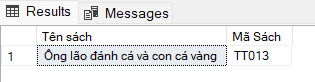 Results Messages
Tên sách Mã Sách
1 Ông lão đánh cá và con cá vàng TT013